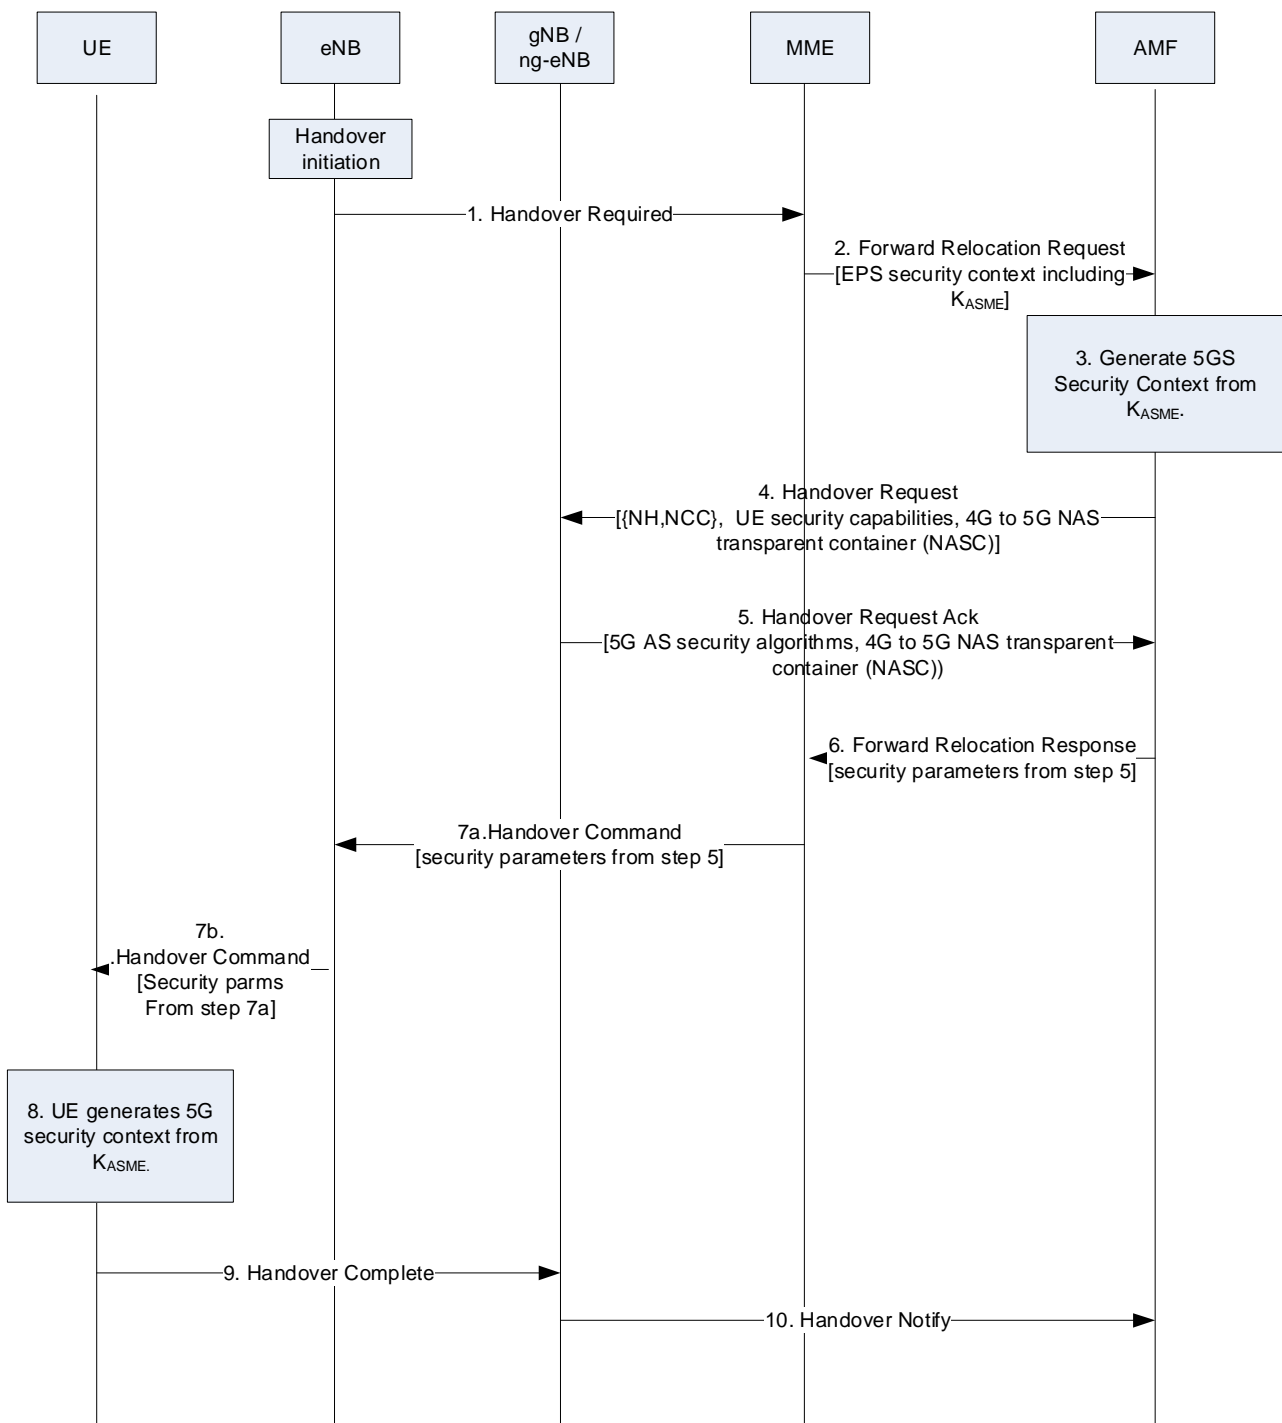 UE
eNB
gNB /
ng-eNB
MME
AMF
Handover
initiation
1. Handover Required
2. Forward Relocation Request
[EPS security context including
KASME]
3. Generate 5GS
Security Context from
KASME.
4. Handover Request
[{NH,NCC},  UE security capabilities, 4G to 5G NAS
transparent container (NASC)]
5. Handover Request Ack
[5G AS security algorithms, 4G to 5G NAS transparent
container (NASC))
6. Forward Relocation Response
[security parameters from step 5]
7a.Handover Command
[security parameters from step 5]
7b.
.Handover Command
[Security parms
From step 7a]
8. UE generates 5G
security context from
KASME.
9. Handover Complete
10. Handover Notify